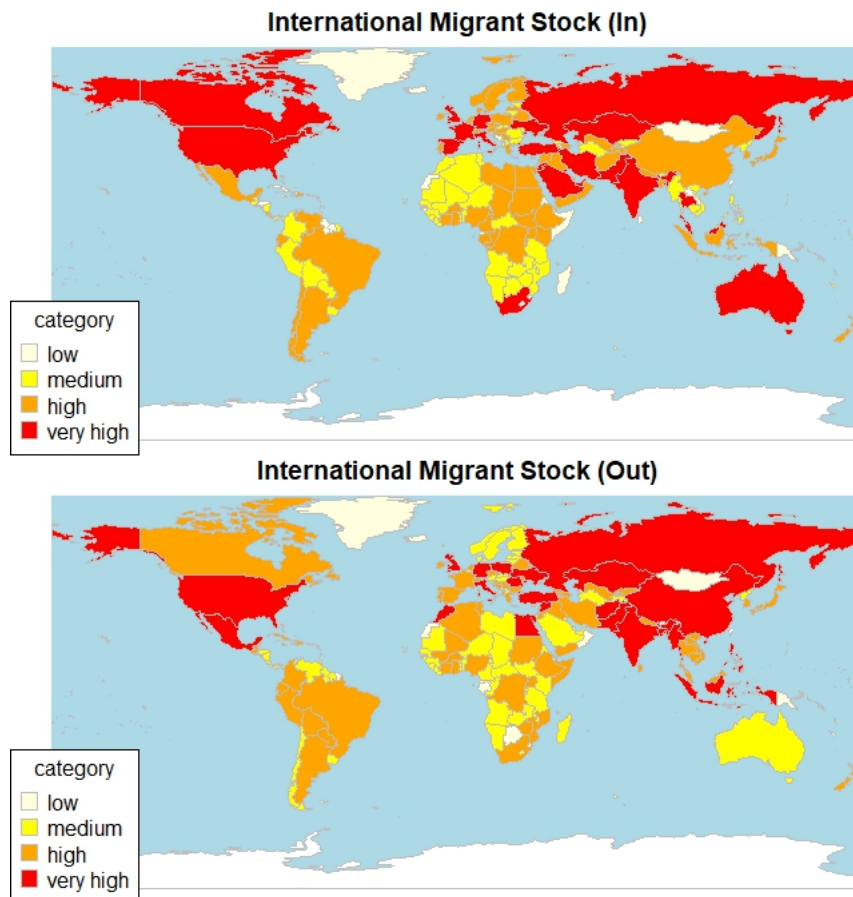 International Migrant Stock (In)
category
low
medium
high
very high
International Migrant Stock (Out)
category
low
medium
high
very high